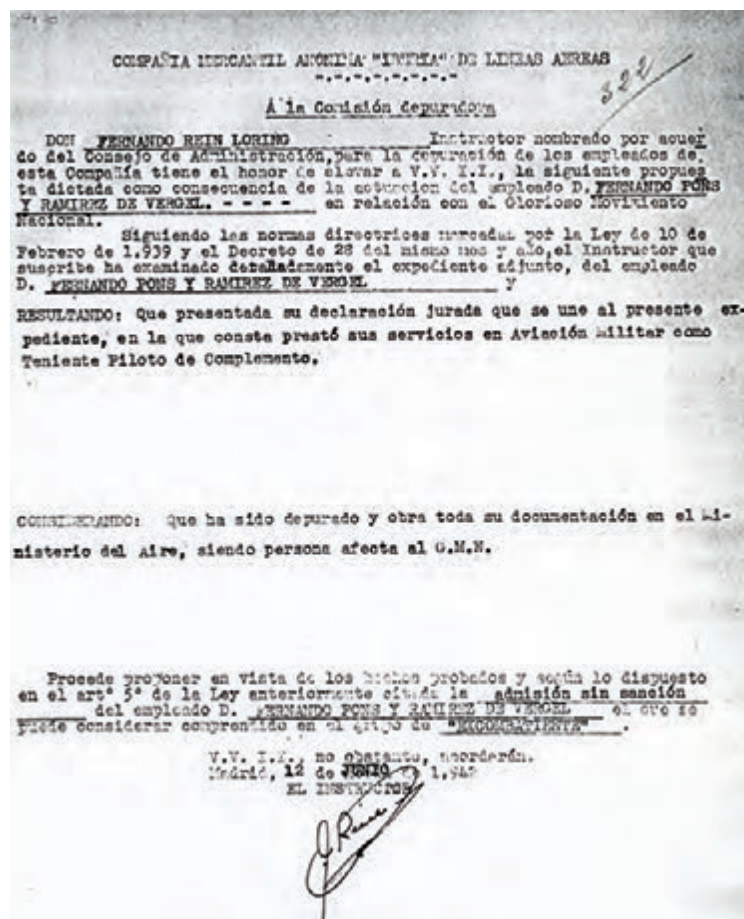 COMPAÑIA MERCANTIL ANONIMA "IBERIA" DE LINEAS AEREAS
322
A la Comisión depuradora
DON FERNANDO REIN LORING Instructor nombrado por acuer
do del Consejo de Administración, para la depuración de los empleados de
esta Compañía tiene el honor de elevar a V.V. I.I., la siguiente propues
ta dictada como consecuencia de la actuacion del empleado D. FERNANDO PONS
Y RAMIREZ DE VERGEL. - - - - en relación con el Glorioso Movimiento
Nacional.
Siguiendo las normas directrices marcadas por la Ley de 10 de
Febrero de 1.939 y el Decreto de 28 del mismo mes y año, el Instructor que
suscribe ha examinado detalladamente el expediente adjunto, del empleado
D. FERNANDO PONS Y RAMIREZ DE VERGEL y
RESULTANDO: Que presentada su declaración jurada que se une al presente ex-
pediente, en la que consta prestó sus servicios en Aviación Militar como
Teniente Piloto de Complemento.
CONSIDERANDO: Que ha sido depurado y obra toda su documentación en el Mi-
nisterio del Aire, siendo persona afecta al G.M.N.
Procede proponer en vista de los hechos probados y según lo dispuesto
en el artº 5º de la Ley anteriormente citada la admisión sin sanción
del empleado D. FERNANDO PONS Y RAMIREZ DE VERGEL el que se
puede considerar comprendido en el grupo de "EXCOMBATIENTE".
V.V. I.I., no obstante, acordarán.
Madrid, 12 de JUNIO de
EL INSTRUCTOR